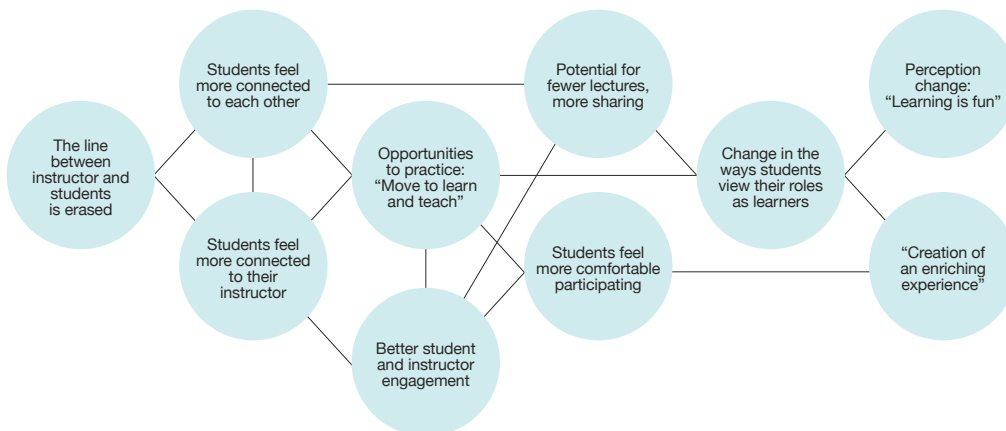 The line
between
instructor and
students
is erased
Students feel
more connected
to each other
Students feel
more connected
to their
instructor
Opportunities
to practice:
“Move to learn
and teach”
Better student
and instructor
engagement
Potential for
fewer lectures,
more sharing
Students feel
more comfortable
participating
Change in the
ways students
view their roles
as learners
Perception
change:
“Learning is fun”
“Creation of
an enriching
experience”